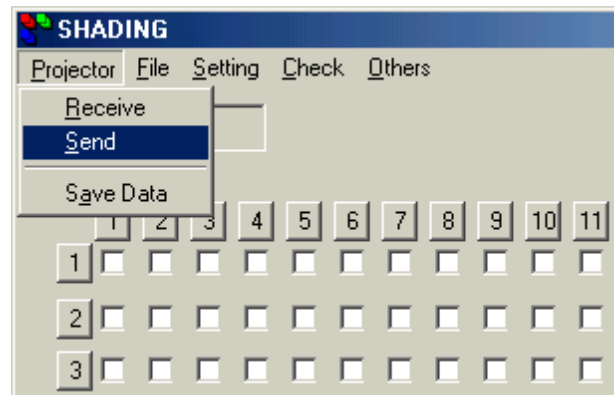 SHADING
Projector File Setting Check Others
Receive
Send
Save Data
1 2 3 4 5 6 7 8 9 10 11
1
2
3